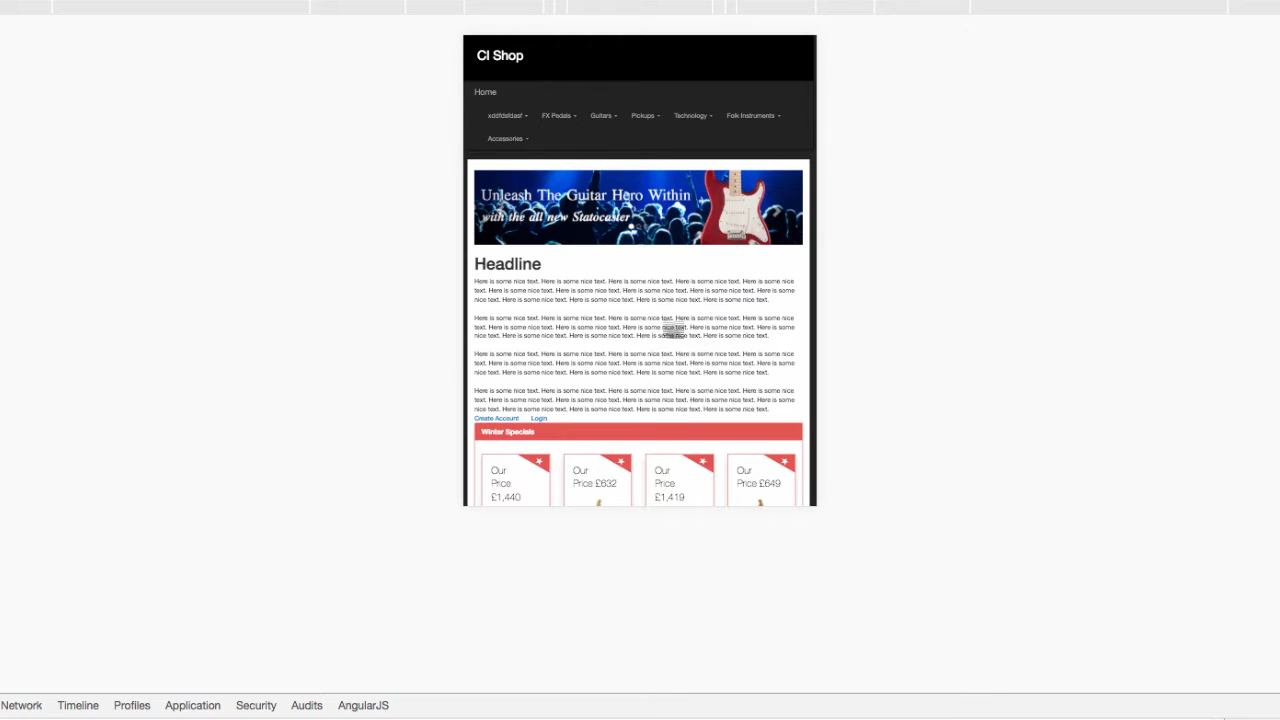 CI Shop
Home
xddfdsfdasf FX Pedals Guitars Pickups Technology Folk Instruments
Accessories
Unleash The Guitar Hero Within
with the all new Statocaster
Headline
Here is some nice text. Here is some nice text. Here is some nice text. Here is some nice text. Here is some nice
text. Here is some nice text. Here is some nice text. Here is some nice text. Here is some nice text. Here is some
nice text. Here is some nice text. Here is some nice text. Here is some nice text. Here is some nice text.
Here is some nice text. Here is some nice text. Here is some nice text. Here is some nice text. Here is some nice
text. Here is some nice text. Here is some nice text. Here is some nice text. Here is some nice text. Here is some
nice text. Here is some nice text. Here is some nice text. Here is some nice text. Here is some nice text.
Here is some nice text. Here is some nice text. Here is some nice text. Here is some nice text. Here is some nice
text. Here is some nice text. Here is some nice text. Here is some nice text. Here is some nice text. Here is some
nice text. Here is some nice text. Here is some nice text. Here is some nice text. Here is some nice text.
Here is some nice text. Here is some nice text. Here is some nice text. Here is some nice text. Here is some nice
text. Here is some nice text. Here is some nice text. Here is some nice text. Here is some nice text. Here is some
nice text. Here is some nice text. Here is some nice text. Here is some nice text. Here is some nice text.
Create Account Login
Winter Specials
Our
Price
£1,440
Our
Price £632
Our
Price
£1,419
Our
Price £649
Network Timeline Profiles Application Security Audits AngularJS